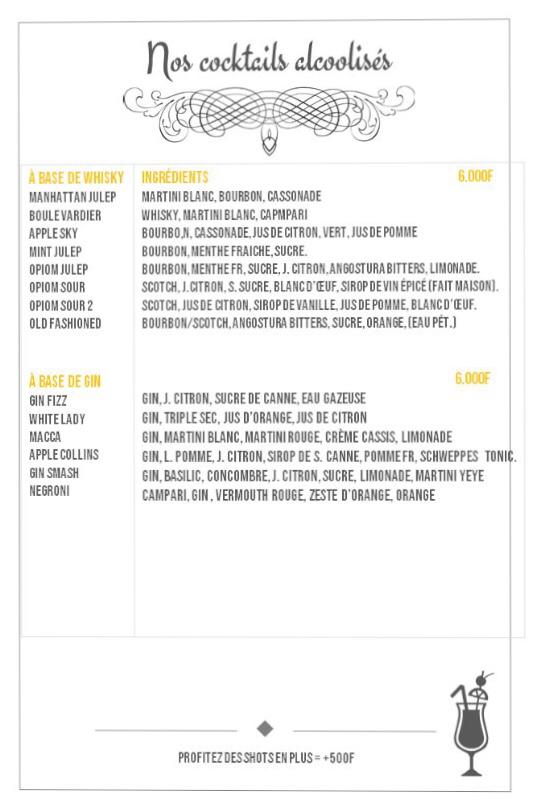 Nos cocktails alcoolisés
À BASE DE WHISKY INGRÉDIENTS 6.000F
MANHATTAN JULEP MARTINI BLANC, BOURBON, CASSONADE
BOULEVARDIER WHISKY, MARTINI BLANC, CAPMPARI
APPLE SKY BOURBO,N, CASSONADE, JUS DE CITRON, VERT, JUS DE POMME
MINT JULEP BOURBON, MENTHE FRAICHE, SUCRE.
OPIOM JULEP BOURBON, MENTHE FR, SUCRE, J. CITRON, ANGOSTURA BITTERS, LIMONADE.
OPIOM SOUR SCOTCH, J. CITRON, S. SUCRE, BLANC D'ŒUF, SIROP DE VIN ÉPICÉ (FAIT MAISON).
OPIOM SOUR 2 SCOTCH, JUS DE CITRON, SIROP DE VANILLE, JUS DE POMME, BLANC D'ŒUF.
OLD FASHIONED BOURBON/SCOTCH, ANGOSTURA BITTERS, SUCRE, ORANGE, (EAU PÉT.)
À BASE DE GIN 6.000F
GIN FIZZ GIN, J. CITRON, SUCRE DE CANNE, EAU GAZEUSE
WHITE LADY GIN, TRIPLE SEC, JUS D'ORANGE, JUS DE CITRON
MACCA GIN, MARTINI BLANC, MARTINI ROUGE, CRÈME CASSIS, LIMONADE
APPLE COLLINS GIN, L. POMME, J. CITRON, SIROP DE S. CANNE, POMME FR, SCHWEPPES TONIC.
GIN SMASH GIN, BASILIC, CONCOMBRE, J. CITRON, SUCRE, LIMONADE, MARTINI YEYE
NEGRONI CAMPARI, GIN, VERMOUTH ROUGE, ZESTE D'ORANGE, ORANGE
PROFITEZ DES SHOTS EN PLUS = +500F